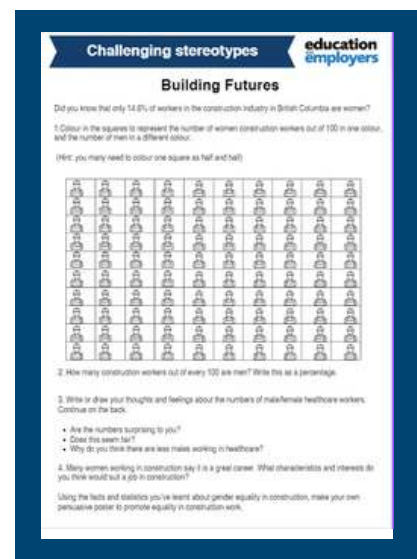 Challenging stereotypes
education
employers
Building Futures
Did you know that only 14.6% of workers in the construction industry in British Columbia are women?
1.Colour in the squares to represent the number of women construction workers out of 100 in one colour,
and the number of men in a different colour.
(Hint: you many need to colour one square as half and half)
2. How many construction workers out of every 100 are men? Write this as a percentage.
3. Write or draw your thoughts and feelings about the numbers of male/female healthcare workers.
Continue on the back.
• Are the numbers surprising to you?
• Does this seem fair?
• Why do you think there are less males working in healthcare?
4. Many women working in construction say it is a great career. What characteristics and interests do
you think would suit a job in construction?
Using the facts and statistics you've learnt about gender equality in construction, make your own
persuasive poster to promote equality in construction work.